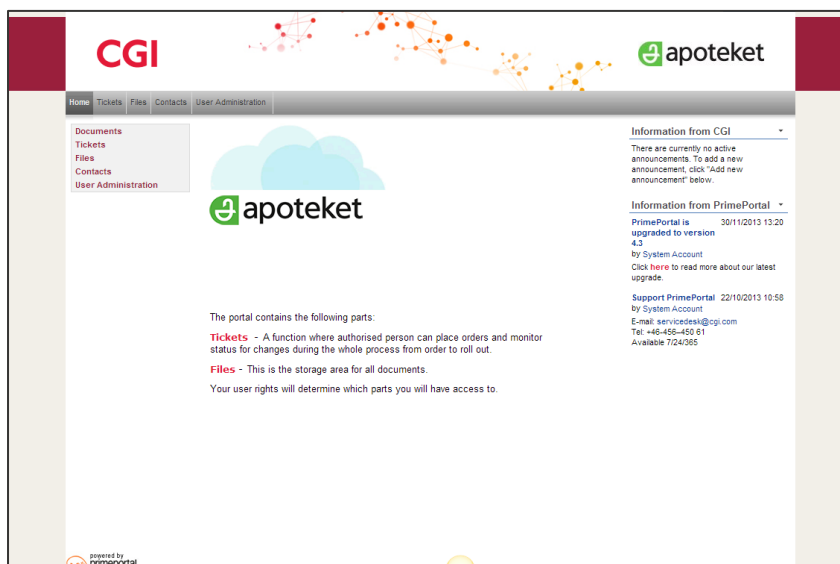 CGI
apoteket
Home Tickets Files Contacts User Administration
Documents
Tickets
Files
Contacts
User Administration
apoteket
The portal contains the following parts:
Tickets - A function where authorised person can place orders and monitor
status for changes during the whole process from order to roll out.
Files - This is the storage area for all documents.
Your user rights will determine which parts you will have access to.
Information from CGI
There are currently no active
announcements. To add a new
announcement, click "Add new
announcement" below.
Information from PrimePortal
PrimePortal is 30/11/2013 13:20
upgraded to version
4.3
by System Account
Click here to read more about our latest
upgrade.
Support PrimePortal 22/10/2013 10:58
by System Account
E-mail: servicedesk@cgi.com
Tel: +46-456-450 61
Available 7/24/365
powered by
primeportal